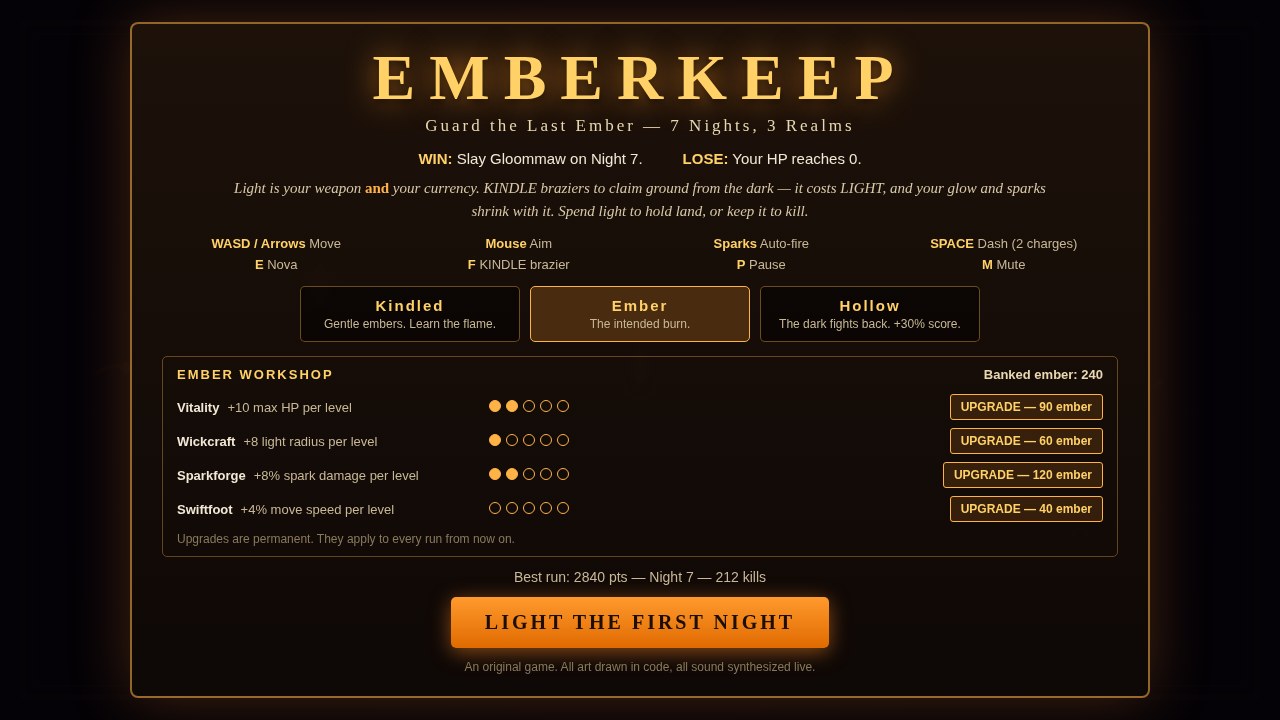 EMBERKEEP
Guard the Last Ember — 7 Nights, 3 Realms
WIN: Slay Gloommaw on Night 7. LOSE: Your HP reaches 0.
Light is your weapon and your currency. KINDLE braziers to claim ground from the dark — it costs LIGHT, and your glow and sparks
shrink with it. Spend light to hold land, or keep it to kill.
WASD / Arrows Move Mouse Aim Sparks Auto-fire SPACE Dash (2 charges)
E Nova F KINDLE brazier P Pause M Mute
Kindled Ember Hollow
Gentle embers. Learn the flame. The intended burn. The dark fights back. +30% score.
EMBER WORKSHOP Banked ember: 240
Vitality +10 max HP per level UPGRADE — 90 ember
Wickcraft +8 light radius per level UPGRADE — 60 ember
Sparkforge +8% spark damage per level UPGRADE — 120 ember
Swiftfoot +4% move speed per level UPGRADE — 40 ember
Upgrades are permanent. They apply to every run from now on.
Best run: 2840 pts — Night 7 — 212 kills
LIGHT THE FIRST NIGHT
An original game. All art drawn in code, all sound synthesized live.